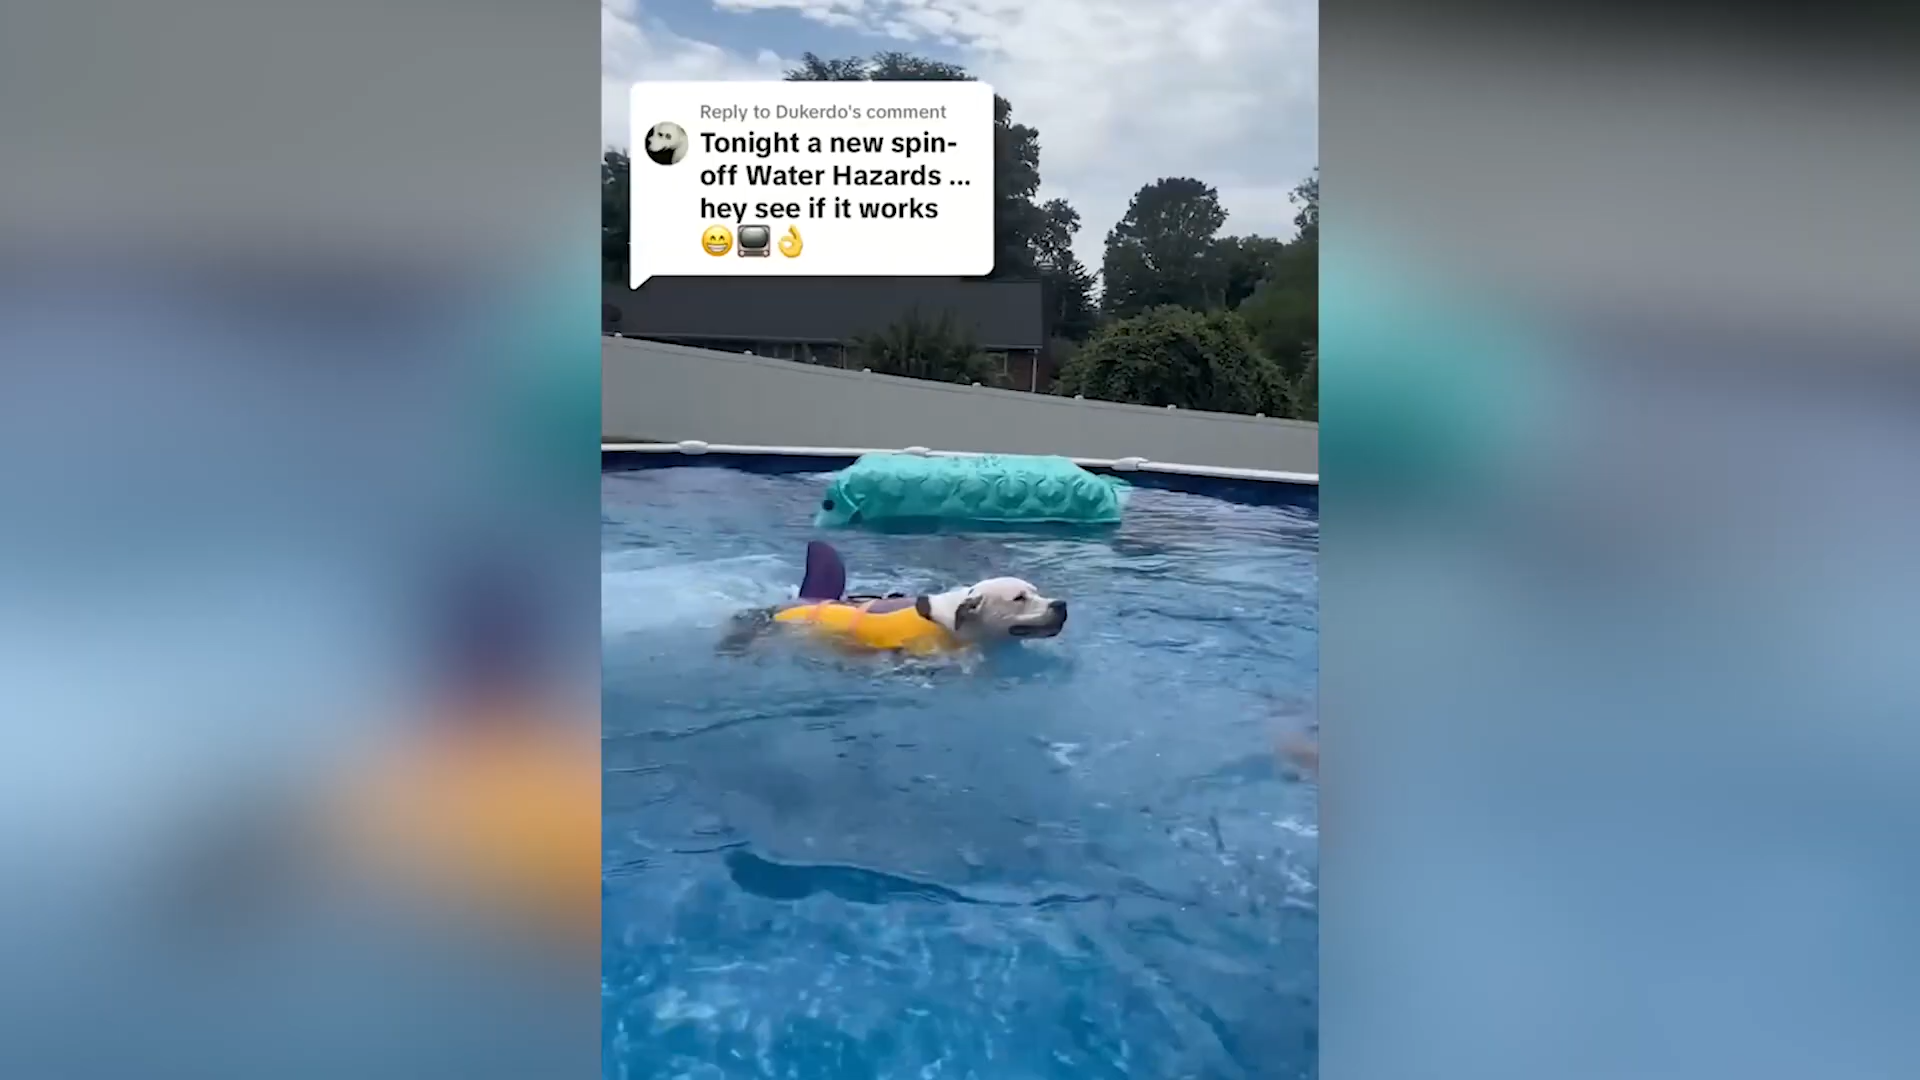 Reply to Dukerdo's comment
Tonight a new spin-
off Water Hazards ...
hey see if it works
😁📺👌